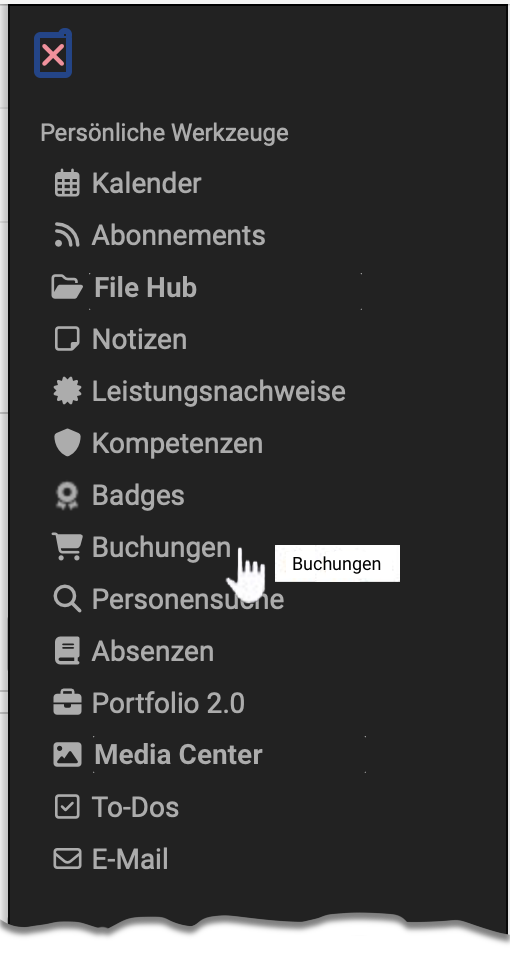 Persönliche Werkzeuge
Kalender
Abonnements
File Hub
Notizen
Leistungsnachweise
Kompetenzen
Badges
Buchungen
Buchungen
Personensuche
Absenzen
Portfolio 2.0
Media Center
To-Dos
E-Mail